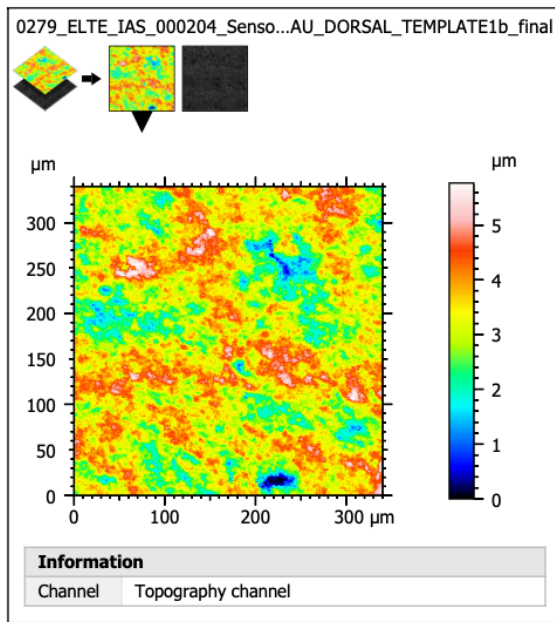 0279_ELTE_IAS_000204_Senso...AU_DORSAL_TEMPLATE1b_final
µm
µm
300
250
200
150
100
50
0
0
100
200
300 µm
5
4
3
2
1
0
Information
Channel Topography channel